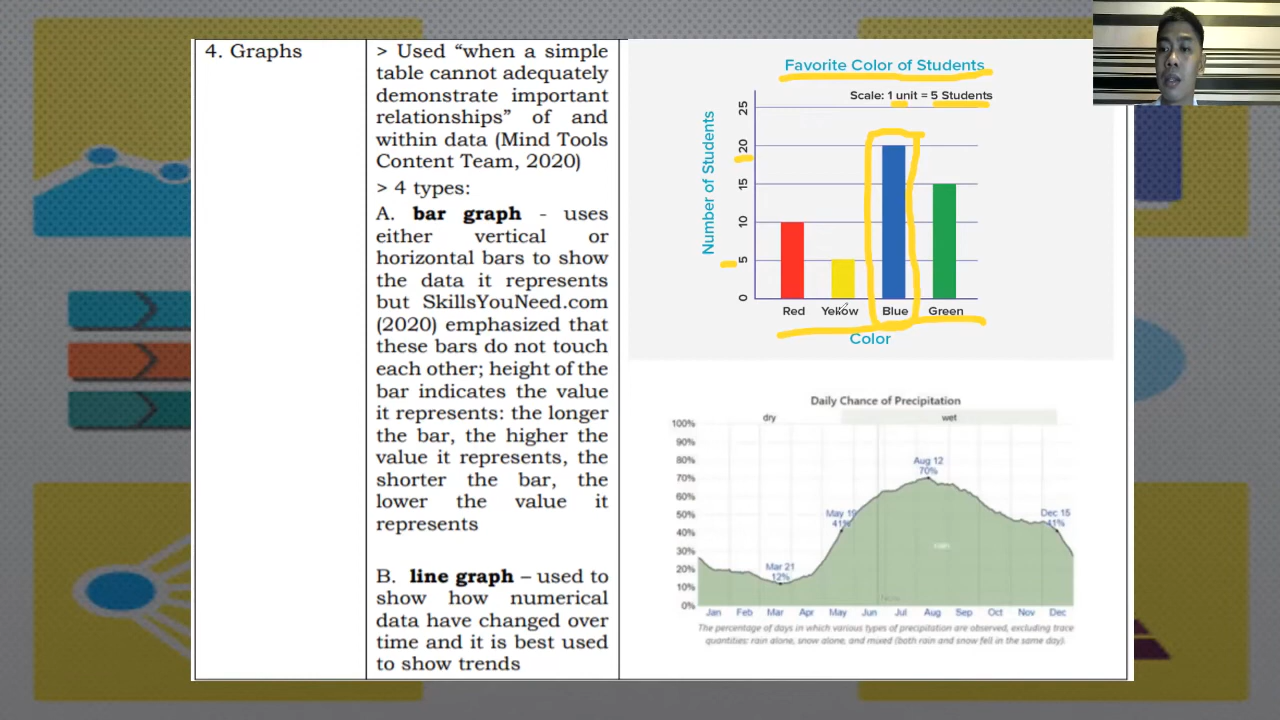 4. Graphs
> Used “when a simple
table cannot adequately
demonstrate important
relationships” of and
within data (Mind Tools
Content Team, 2020)
> 4 types:
A. bar graph - uses
either vertical or
horizontal bars to show
the data it represents
but SkillsYouNeed.com
(2020) emphasized that
these bars do not touch
each other; height of the
bar indicates the value
it represents: the longer
the bar, the higher the
value it represents, the
shorter the bar, the
lower the value it
represents
B. line graph – used to
show how numerical
data have changed over
time and it is best used
to show trends
Favorite Color of Students
Scale: 1 unit = 5 Students
Number of Students
25
20
15
10
5
0
Red Yellow Blue Green
Color
Daily Chance of Precipitation
dry wet
100%
90%
80%
70%
60%
50%
40%
30%
20%
10%
0%
Aug 12
70%
May
41%
Dec 15
41%
Mar 21
12%
rain
Now
Jan Feb Mar Apr May Jun Jul Aug Sep Oct Nov Dec
The percentage of days in which various types of precipitation are observed, excluding trace
quantities: rain alone, snow alone, and mixed (both rain and snow fell in the same day).